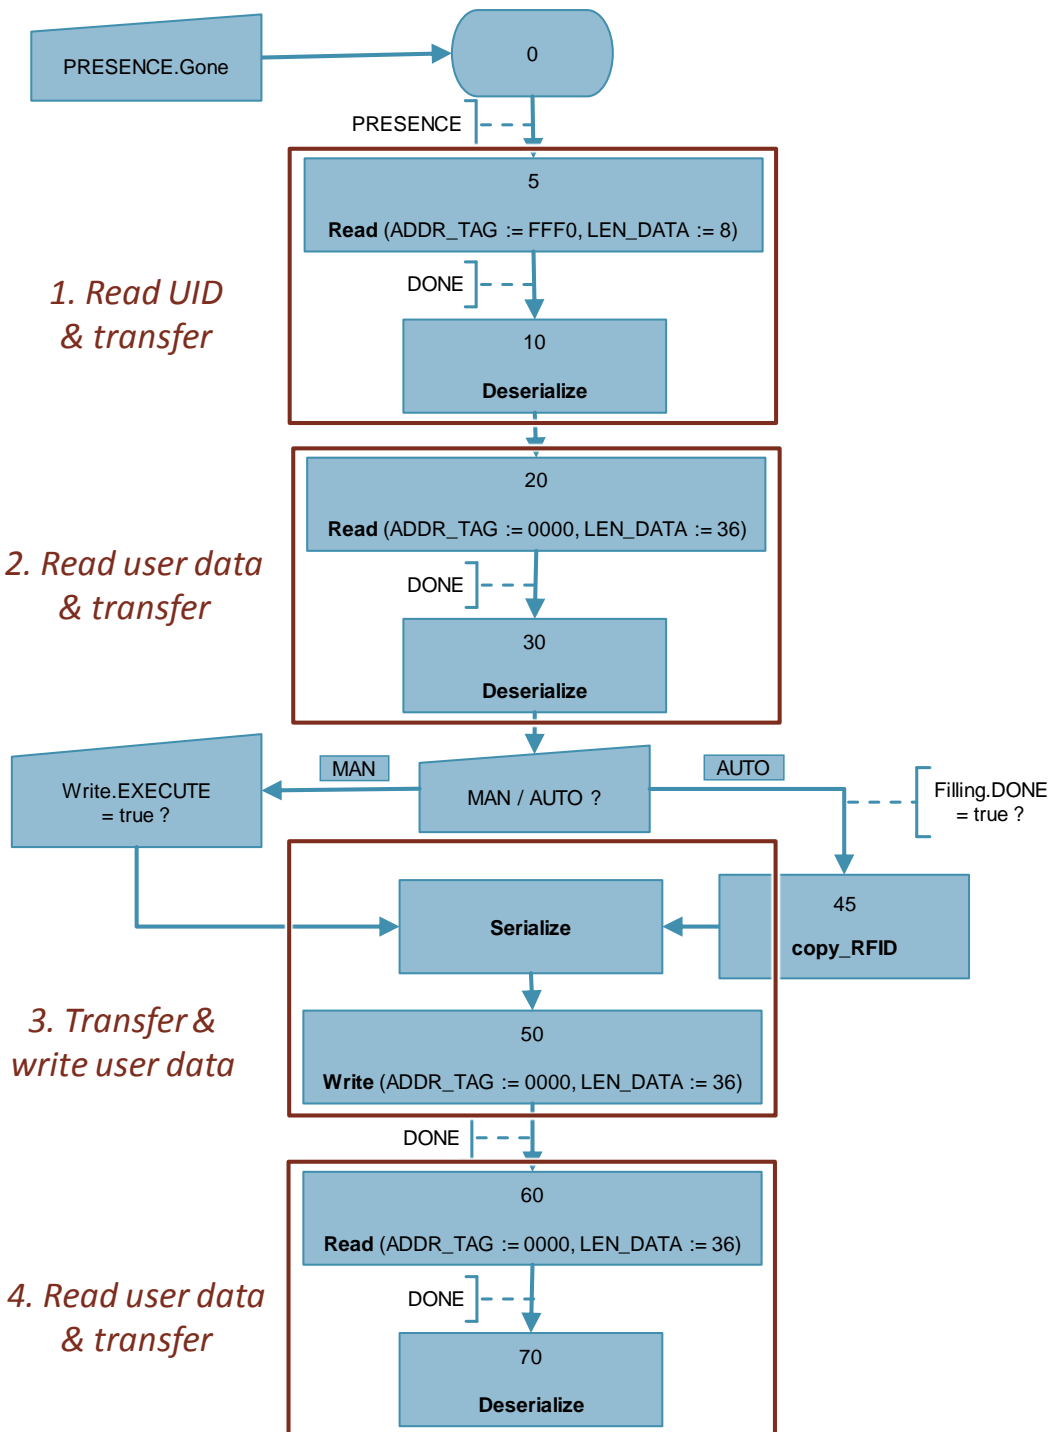 PRESENCE.Gone
0
PRESENCE
5
Read (ADDR_TAG := FFF0, LEN_DATA := 8)
1. Read UID
& transfer
DONE
10
Deserialize
20
Read (ADDR_TAG := 0000, LEN_DATA := 36)
2. Read user data
& transfer
DONE
30
Deserialize
MAN
AUTO
Write.EXECUTE
= true ?
MAN / AUTO ?
Filling.DONE
= true ?
Serialize
45
copy_RFID
3. Transfer &
write user data
50
Write (ADDR_TAG := 0000, LEN_DATA := 36)
DONE
60
Read (ADDR_TAG := 0000, LEN_DATA := 36)
4. Read user data
& transfer
DONE
70
Deserialize